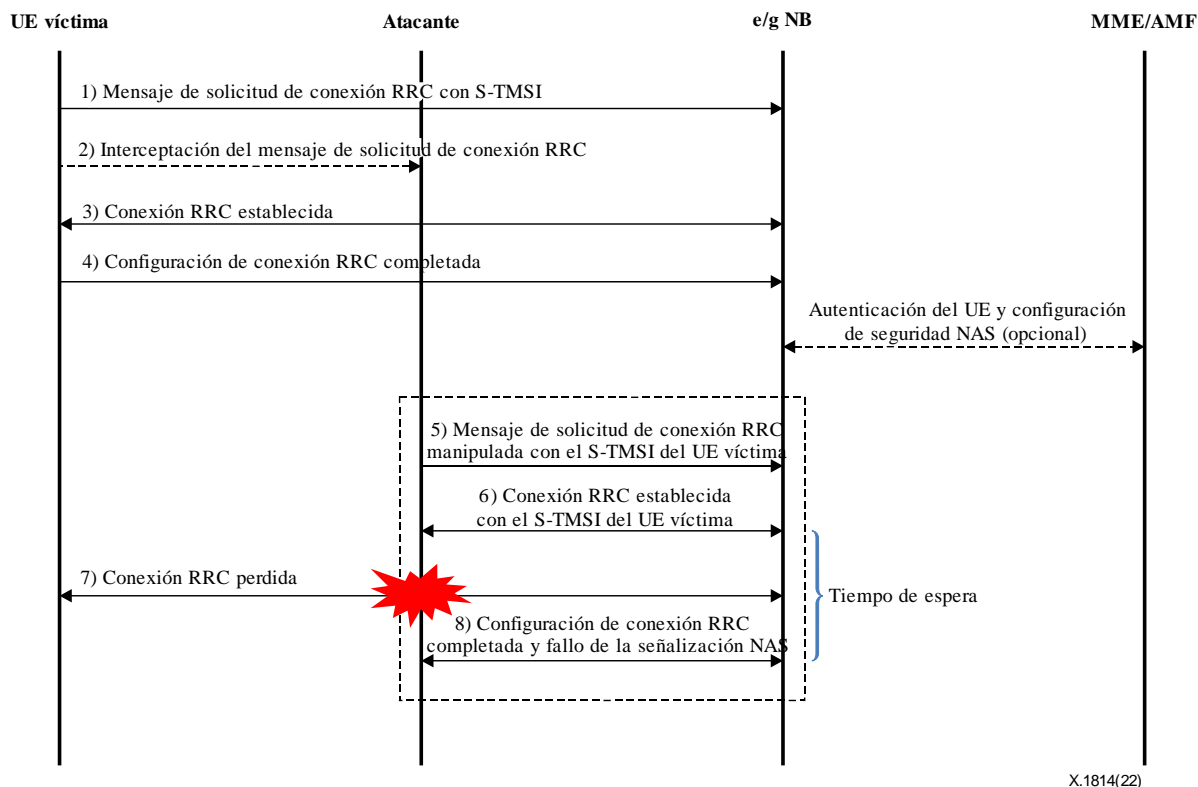 UE víctima
Atacante
e/g NB
MME/AMF
1) Mensaje de solicitud de conexión RRC con S-TMSI
2) Interceptación del mensaje de solicitud de conexión RRC
3) Conexión RRC establecida
4) Configuración de conexión RRC completada
Autenticación del UE y configuración
de seguridad NAS (opcional)
5) Mensaje de solicitud de conexión RRC
manipulada con el S-TMSI del UE víctima
6) Conexión RRC establecida
con el S-TMSI del UE víctima
7) Conexión RRC perdida
Tiempo de espera
8) Configuración de conexión RRC
completada y fallo de la señalización NAS
X.1814(22)